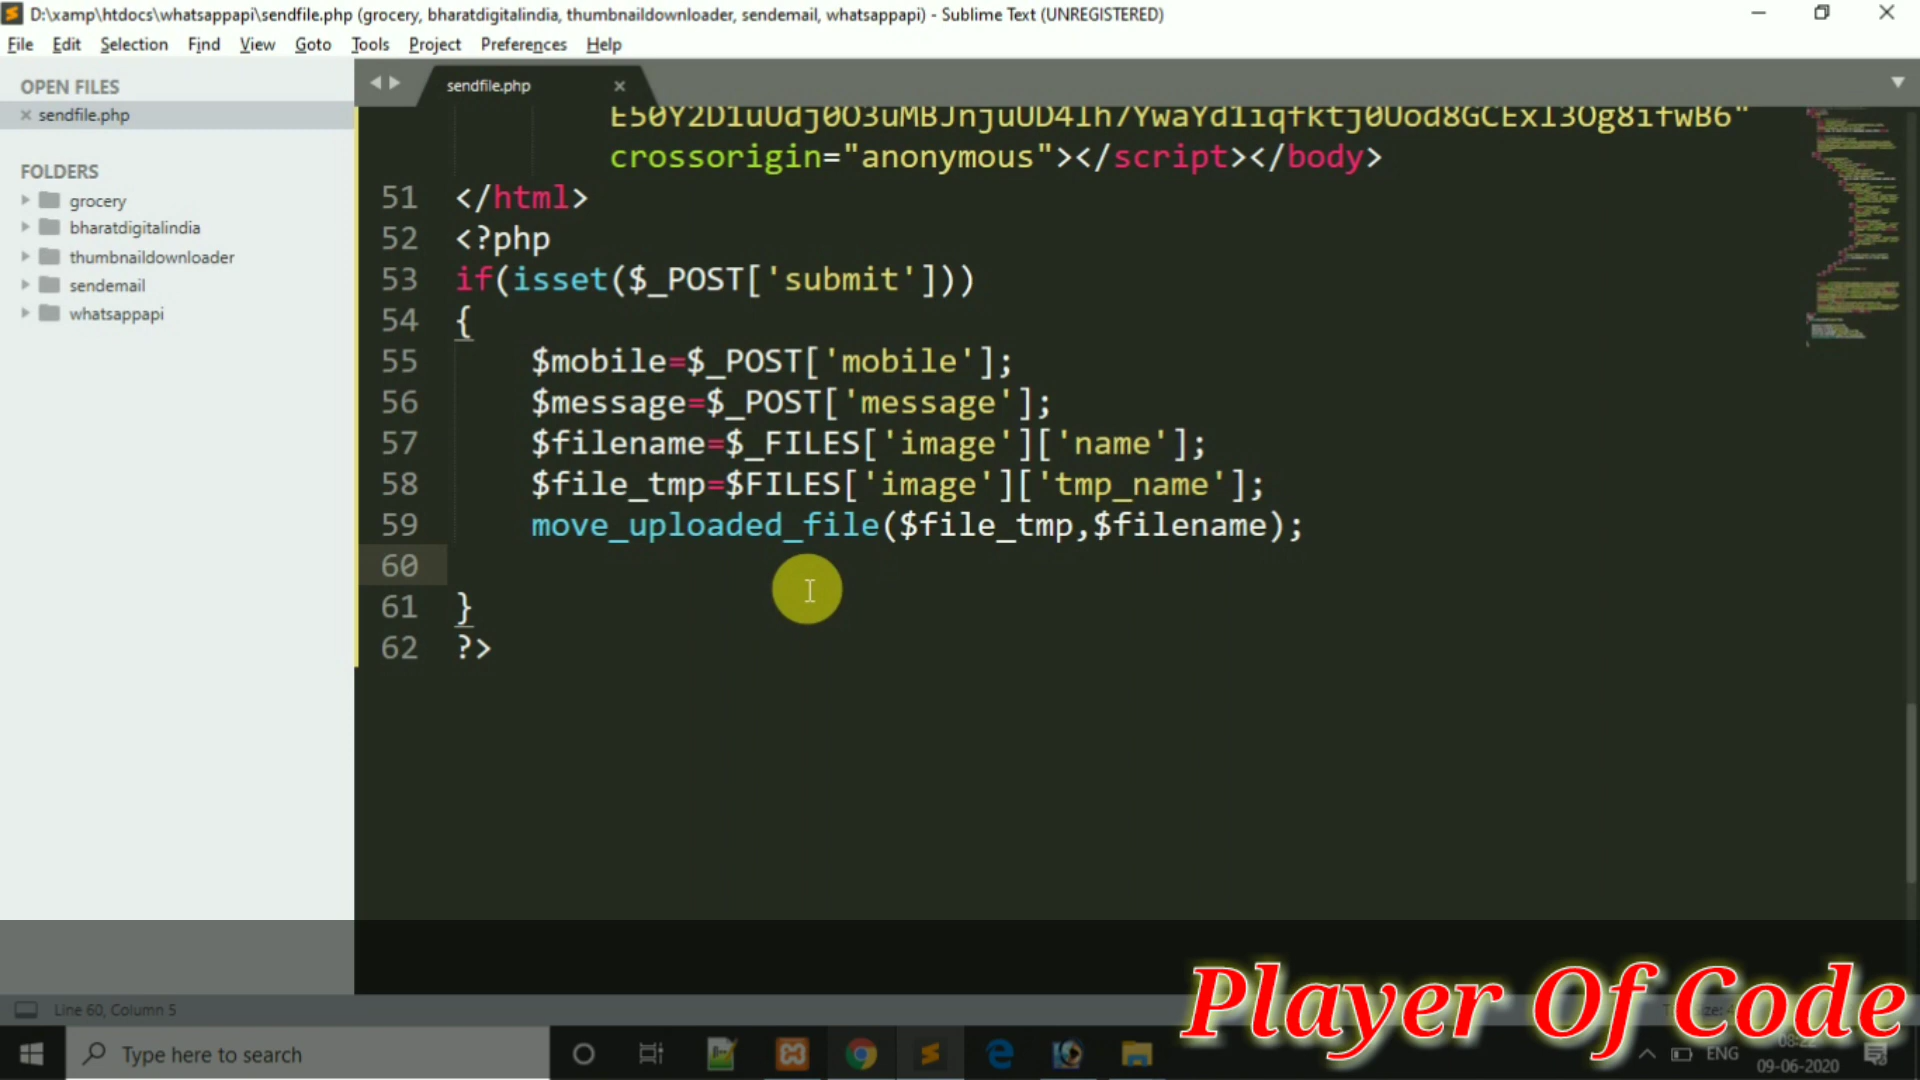 D:\xamp\htdocs\whatsappapi\sendfile.php (grocery, bharatdigitalindia, thumbnaildownloader, sendemail, whatsappapi) - Sublime Text (UNREGISTERED)
File Edit Selection Find View Goto Tools Project Preferences Help
OPEN FILES
sendfile.php
FOLDERS
grocery
bharatdigitalindia
thumbnaildownloader
sendemail
whatsappapi
sendfile.php
crossorigin="anonymous"></script></body>
51 </html>
52 <?php
53 if(isset($_POST['submit']))
54 {
55 $mobile=$_POST['mobile'];
56 $message=$_POST['message'];
57 $filename=$_FILES['image']['name'];
58 $file_tmp=$FILES['image']['tmp_name'];
59 move_uploaded_file($file_tmp,$filename);
60
61 }
62 ?>
Player Of Code
Line 60, Column 5
Type here to search
ENG
09-06-2020